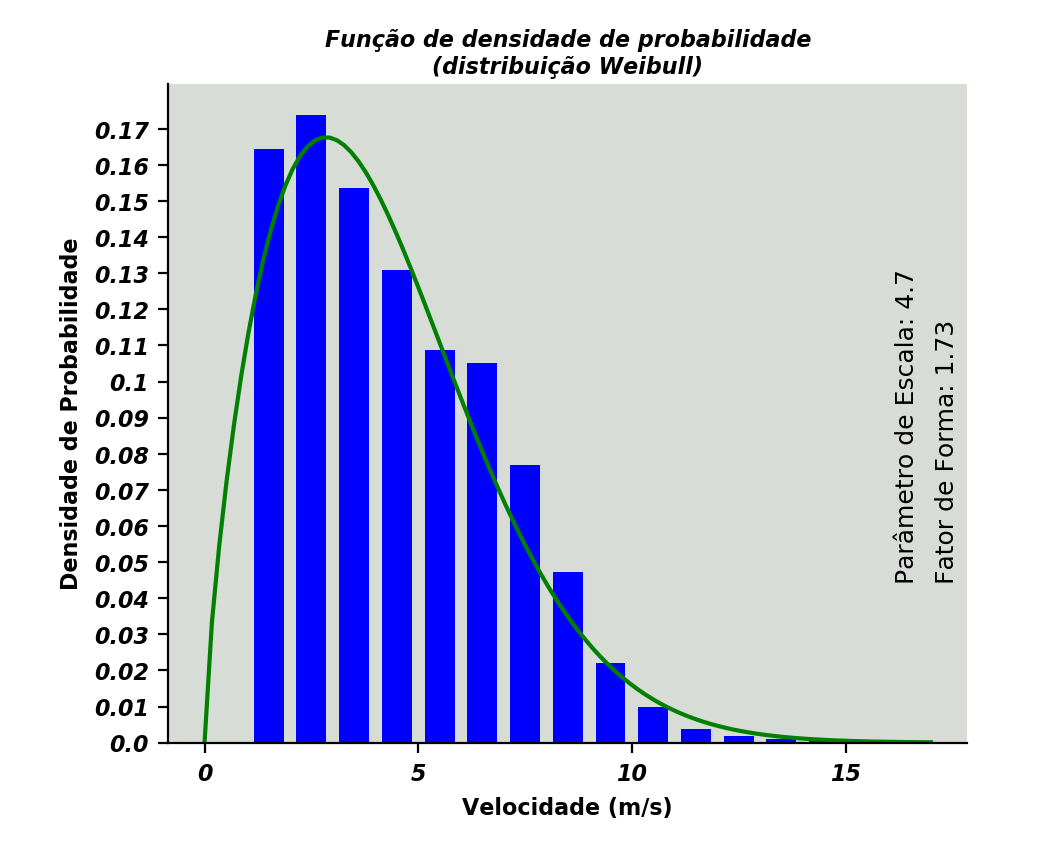 Função de densidade de probabilidade
(distribuição Weibull)
Densidade de Probabilidade
0.17
0.16
0.15
0.14
0.13
0.12
0.11
0.1
0.09
0.08
0.07
0.06
0.05
0.04
0.03
0.02
0.01
0.0
Parâmetro de Escala: 4.7
Fator de Forma: 1.73
0 5 10 15
Velocidade (m/s)